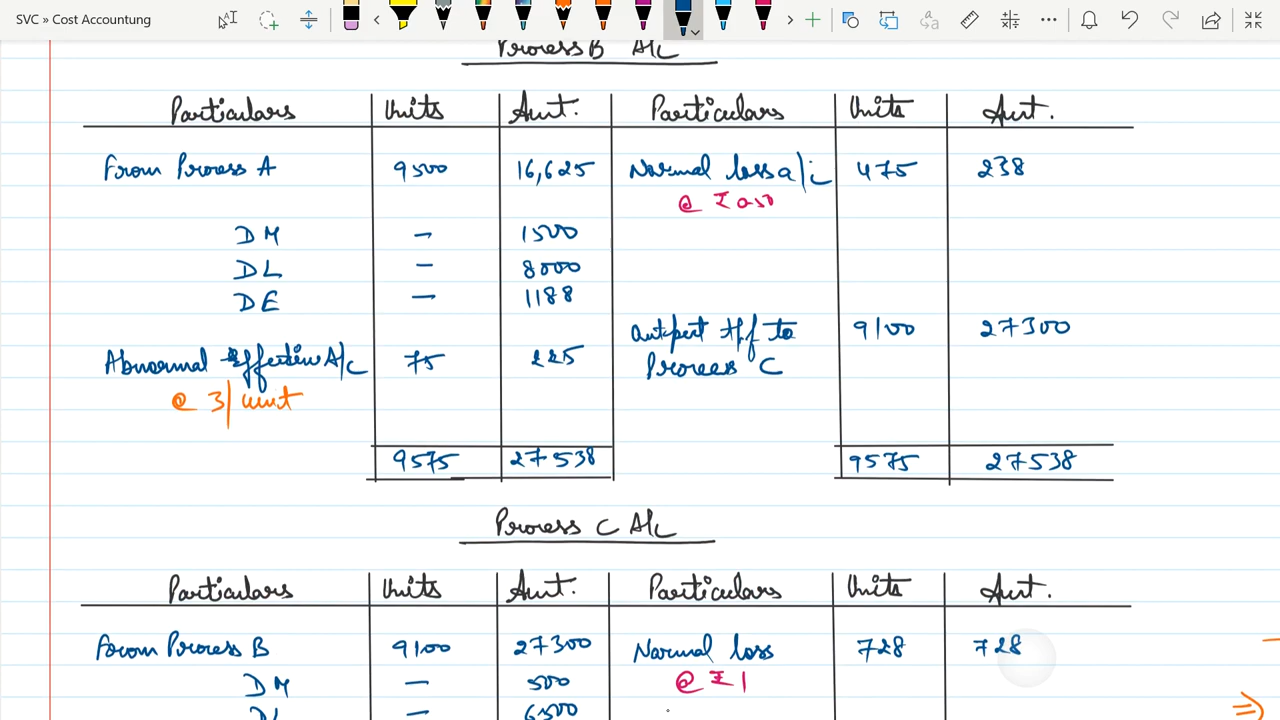 SVC » Cost Accountung
Process B A/c
Particulars Units Amt. Particulars Units Amt.
From Process A 9500 16,625 Normal loss a/c 475 238
@ ₹ 0.50
DM - 1500
DL - 8000
DE - 1188
Output tpf to 9100 27300
Process C
Abnormal Effective A/c 75 225
@ 3/unit
9575 27538 9575 27538
Process C A/c
Particulars Units Amt. Particulars Units Amt.
From Process B 9100 27300 Normal loss 728 728
DM - 500 @ ₹ 1
DL - 6500